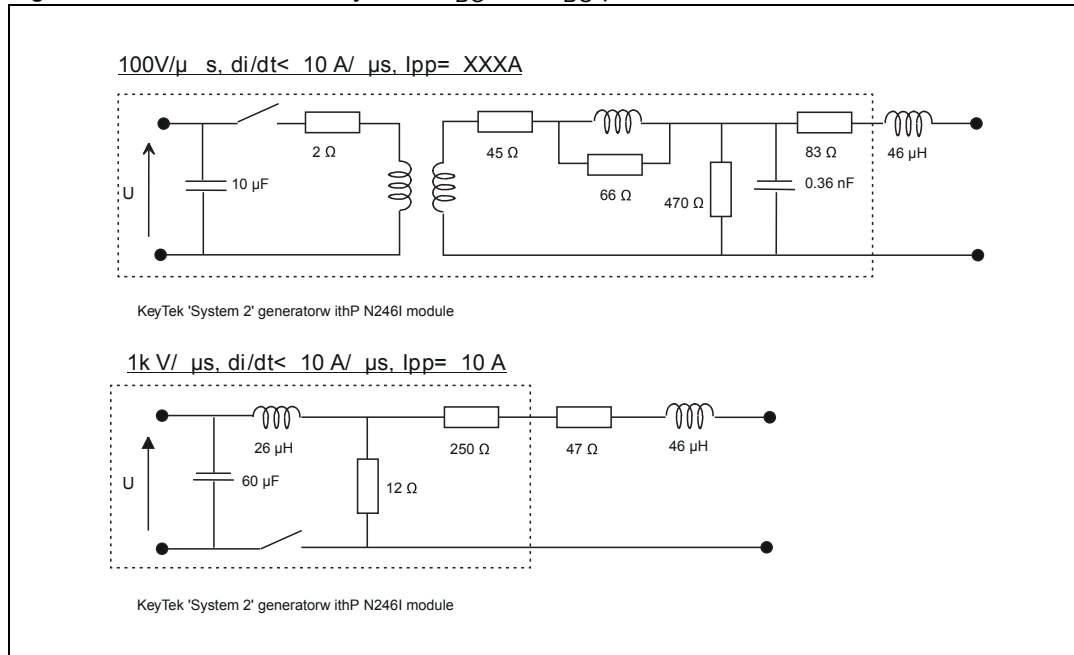 100V/µ s, di/dt< 10 A/ µs, Ipp= XXXA
2 Ω
45 Ω
83 Ω
46 µH
U
10 µF
66 Ω
470 Ω
0.36 nF
KeyTek 'System 2' generatorw ithP N246I module
1k V/ µs, di/dt< 10 A/ µs, Ipp= 10 A
26 µH
250 Ω
47 Ω
46 µH
U
60 µF
12 Ω
KeyTek 'System 2' generatorw ithP N246I module